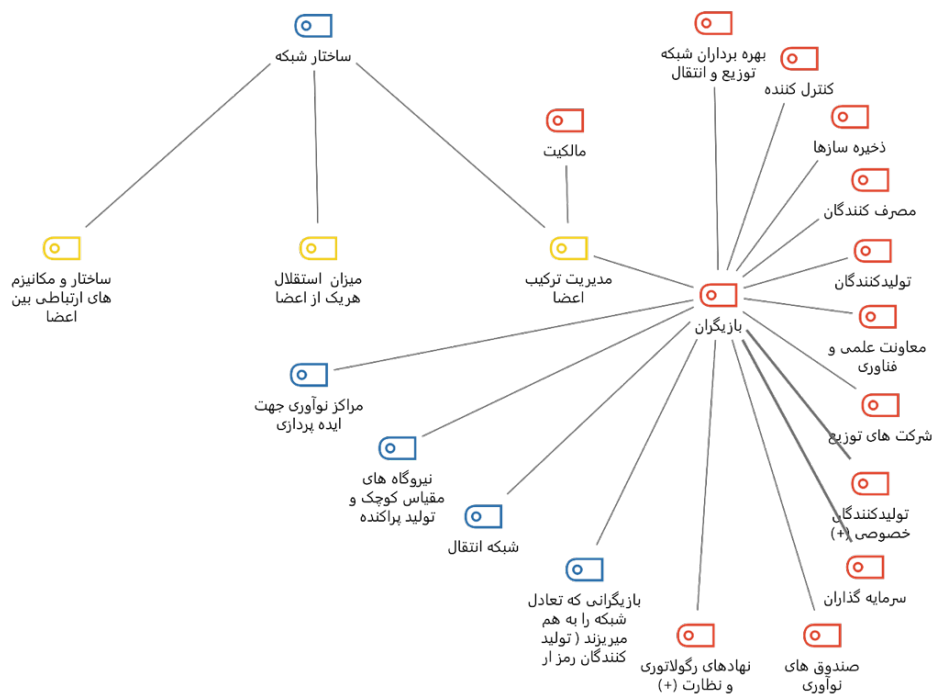 ساختار شبکه
بهره برداران شبکه
توزیع و انتقال
کنترل کننده
مالکیت
ذخیره سازها
مصرف کنندگان
ساختار و مکانیزم
های ارتباطی بین
اعضا
میزان استقلال
هریک از اعضا
مدیریت ترکیب
اعضا
تولیدکنندگان
بازیگران
معاونت علمی و
فناوری
مراکز نوآوری جهت
ایده پردازی
شرکت های توزیع
نیروگاه های
مقیاس کوچک و
تولید پراکنده
تولیدکنندگان
خصوصی (+)
شبکه انتقال
سرمایه گذاران
بازیگرانی که تعادل
شبکه را به هم
میریزند ( تولید
کنندگان رمز ار
نهادهای رگولاتوری
و نظارت (+)
صندوق های
نوآوری